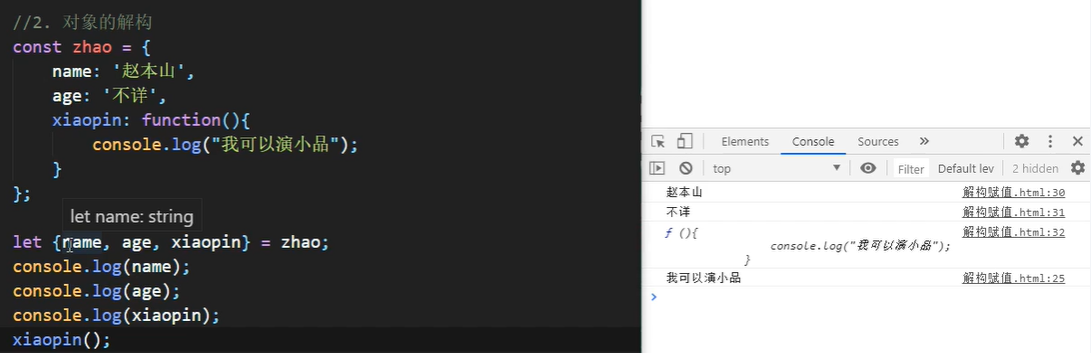 //2. 对象的解构
const zhao = {
name: '赵本山',
age: '不详',
xiaopin: function(){
console.log("我可以演小品");
}
};
let name: string
let {name, age, xiaopin} = zhao;
console.log(name);
console.log(age);
console.log(xiaopin);
xiaopin();
Elements Console Sources »
top ▼ Filter Default lev 2 hidden
赵本山 解构赋值.html:30
不详 解构赋值.html:31
ƒ (){ 解构赋值.html:32
console.log("我可以演小品");
}
我可以演小品 解构赋值.html:25
>